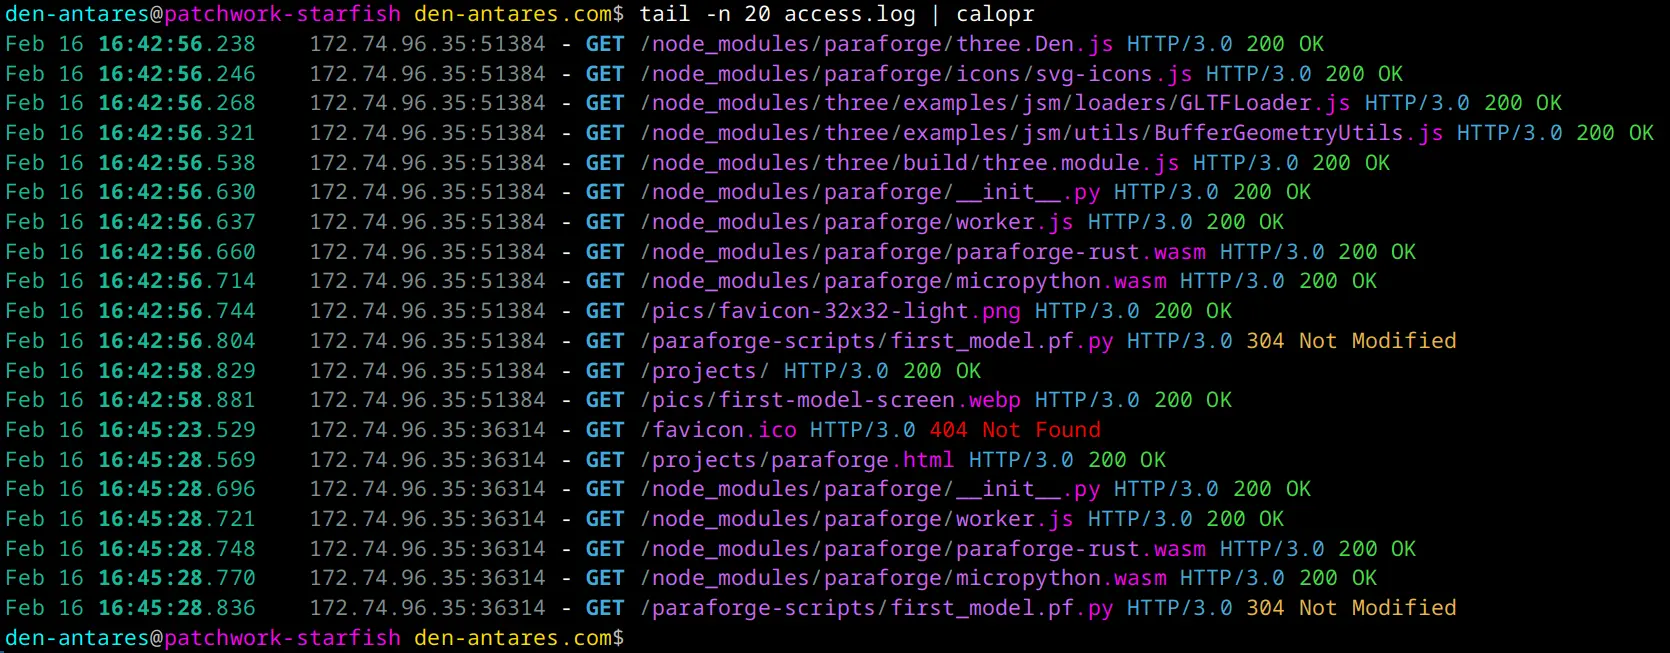 den-antares@patchwork-starfish den-antares.com$ tail -n 20 access.log | calopr
Feb 16 16:42:56.238    172.74.96.35:51384 - GET /node_modules/paraforge/three.Den.js HTTP/3.0 200 OK
Feb 16 16:42:56.246    172.74.96.35:51384 - GET /node_modules/paraforge/icons/svg-icons.js HTTP/3.0 200 OK
Feb 16 16:42:56.268    172.74.96.35:51384 - GET /node_modules/three/examples/jsm/loaders/GLTFLoader.js HTTP/3.0 200 OK
Feb 16 16:42:56.321    172.74.96.35:51384 - GET /node_modules/three/examples/jsm/utils/BufferGeometryUtils.js HTTP/3.0 200 OK
Feb 16 16:42:56.538    172.74.96.35:51384 - GET /node_modules/three/build/three.module.js HTTP/3.0 200 OK
Feb 16 16:42:56.630    172.74.96.35:51384 - GET /node_modules/paraforge/__init__.py HTTP/3.0 200 OK
Feb 16 16:42:56.637    172.74.96.35:51384 - GET /node_modules/paraforge/worker.js HTTP/3.0 200 OK
Feb 16 16:42:56.660    172.74.96.35:51384 - GET /node_modules/paraforge/paraforge-rust.wasm HTTP/3.0 200 OK
Feb 16 16:42:56.714    172.74.96.35:51384 - GET /node_modules/paraforge/micropython.wasm HTTP/3.0 200 OK
Feb 16 16:42:56.744    172.74.96.35:51384 - GET /pics/favicon-32x32-light.png HTTP/3.0 200 OK
Feb 16 16:42:56.804    172.74.96.35:51384 - GET /paraforge-scripts/first_model.pf.py HTTP/3.0 304 Not Modified
Feb 16 16:42:58.829    172.74.96.35:51384 - GET /projects/ HTTP/3.0 200 OK
Feb 16 16:42:58.881    172.74.96.35:51384 - GET /pics/first-model-screen.webp HTTP/3.0 200 OK
Feb 16 16:45:23.529    172.74.96.35:36314 - GET /favicon.ico HTTP/3.0 404 Not Found
Feb 16 16:45:28.569    172.74.96.35:36314 - GET /projects/paraforge.html HTTP/3.0 200 OK
Feb 16 16:45:28.696    172.74.96.35:36314 - GET /node_modules/paraforge/__init__.py HTTP/3.0 200 OK
Feb 16 16:45:28.721    172.74.96.35:36314 - GET /node_modules/paraforge/worker.js HTTP/3.0 200 OK
Feb 16 16:45:28.748    172.74.96.35:36314 - GET /node_modules/paraforge/paraforge-rust.wasm HTTP/3.0 200 OK
Feb 16 16:45:28.770    172.74.96.35:36314 - GET /node_modules/paraforge/micropython.wasm HTTP/3.0 200 OK
Feb 16 16:45:28.836    172.74.96.35:36314 - GET /paraforge-scripts/first_model.pf.py HTTP/3.0 304 Not Modified
den-antares@patchwork-starfish den-antares.com$